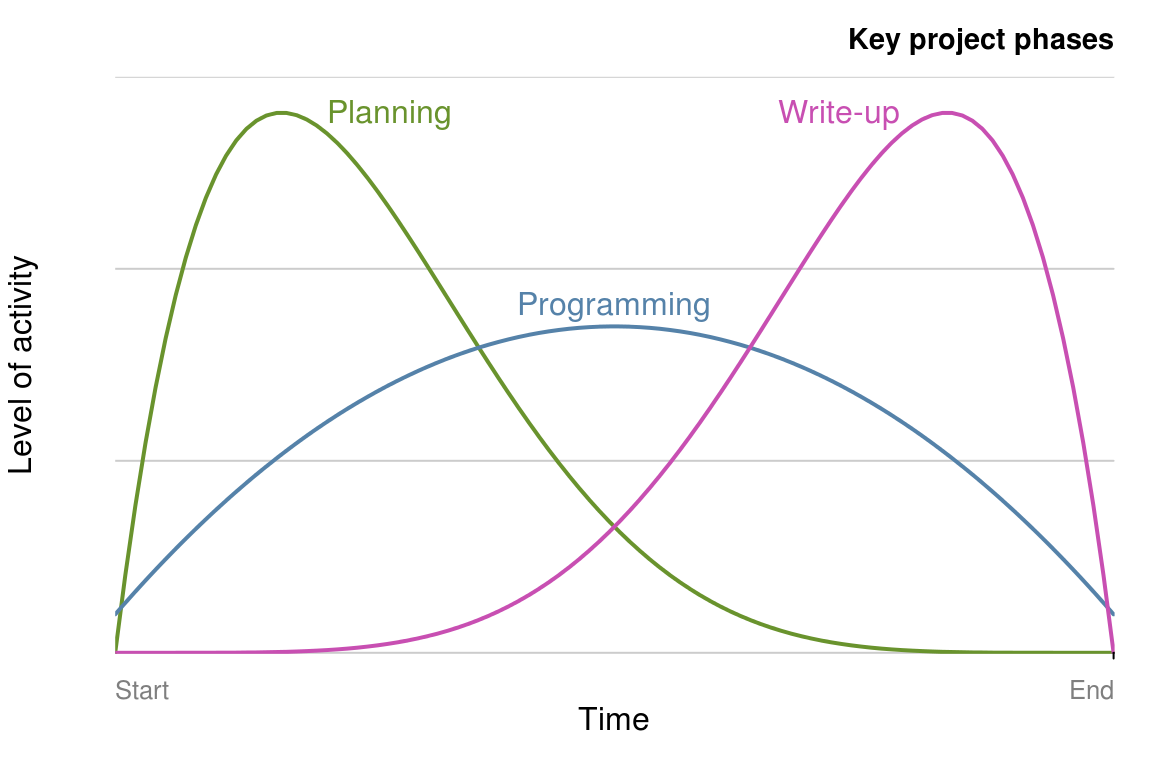 Key project phases
Planning
Write-up
Programming
Level of activity
Start
End
Time